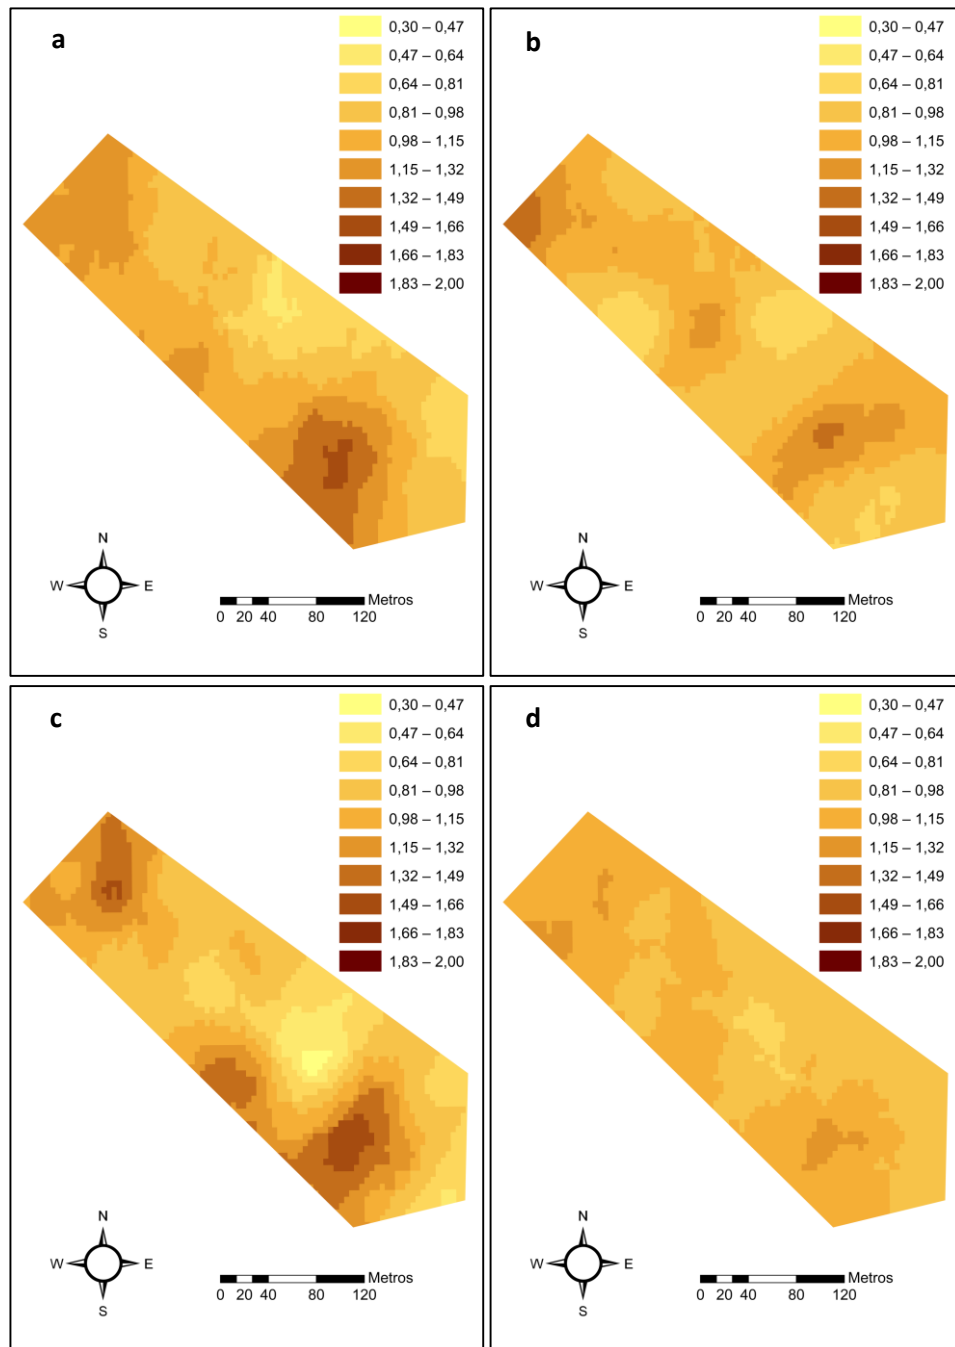 a
0,30 – 0,47
0,47 – 0,64
0,64 – 0,81
0,81 – 0,98
0,98 – 1,15
1,15 – 1,32
1,32 – 1,49
1,49 – 1,66
1,66 – 1,83
1,83 – 2,00
N
W E
S
Metros
0 20 40 80 120
b
0,30 – 0,47
0,47 – 0,64
0,64 – 0,81
0,81 – 0,98
0,98 – 1,15
1,15 – 1,32
1,32 – 1,49
1,49 – 1,66
1,66 – 1,83
1,83 – 2,00
N
W E
S
Metros
0 20 40 80 120
c
0,30 – 0,47
0,47 – 0,64
0,64 – 0,81
0,81 – 0,98
0,98 – 1,15
1,15 – 1,32
1,32 – 1,49
1,49 – 1,66
1,66 – 1,83
1,83 – 2,00
N
W E
S
Metros
0 20 40 80 120
d
0,30 – 0,47
0,47 – 0,64
0,64 – 0,81
0,81 – 0,98
0,98 – 1,15
1,15 – 1,32
1,32 – 1,49
1,49 – 1,66
1,66 – 1,83
1,83 – 2,00
N
W E
S
Metros
0 20 40 80 120